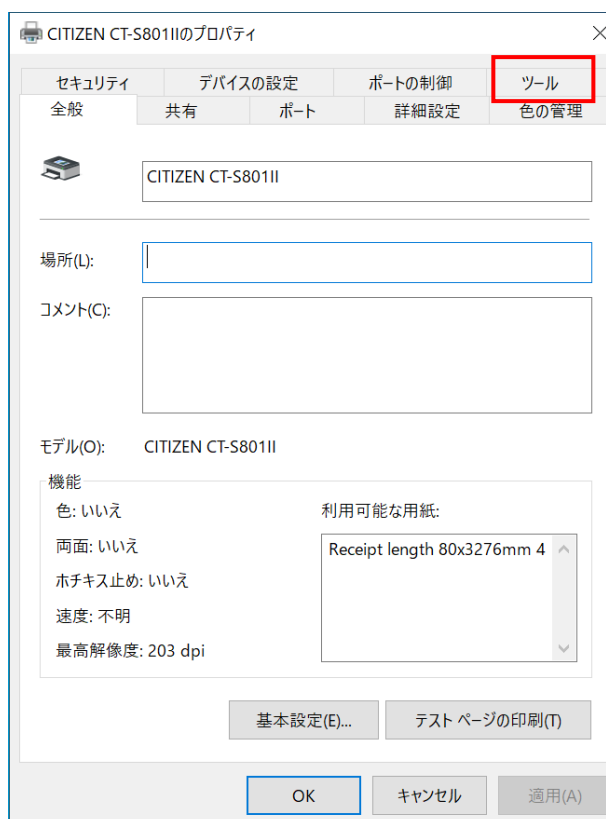 CITIZEN CT-S801IIのプロパティ
セキュリティ デバイスの設定 ポートの制御 ツール
全般 共有 ポート 詳細設定 色の管理
CITIZEN CT-S801II
場所(L):
コメント(C):
モデル(O): CITIZEN CT-S801II
機能
色: いいえ 利用可能な用紙:
両面: いいえ Receipt length 80x3276mm 4
ホチキス止め: いいえ
速度: 不明
最高解像度: 203 dpi
基本設定(E)... テスト ページの印刷(T)
OK キャンセル 適用(A)